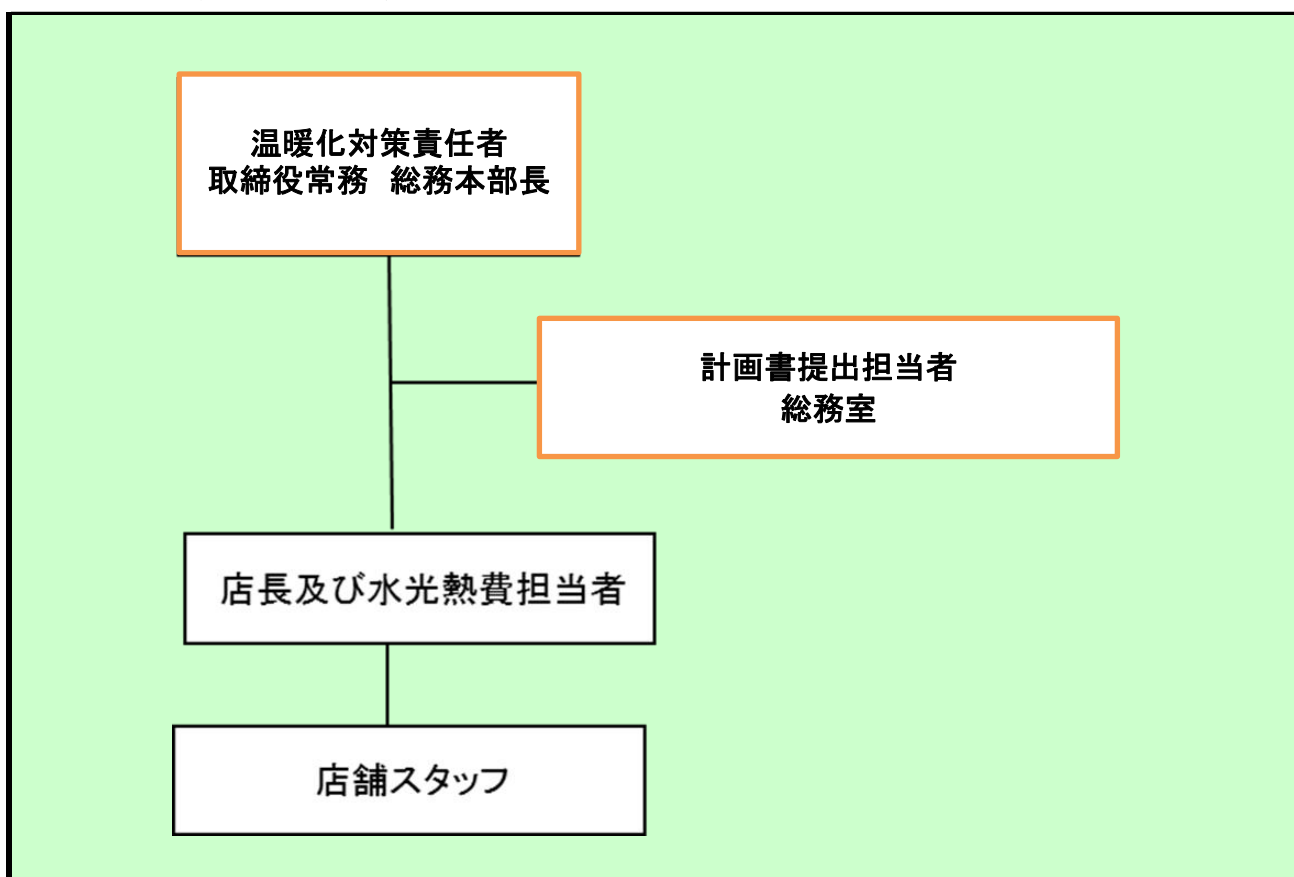 温暖化対策責任者
取締役常務 総務本部長
計画書提出担当者
総務室
店長及び水光熱費担当者
店舗スタッフ